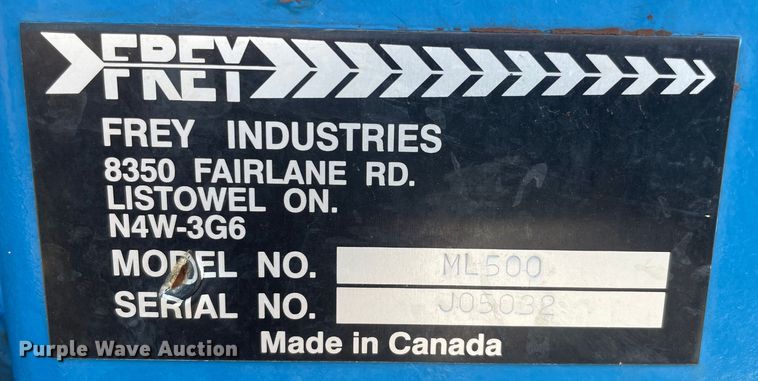 FREY
FREY INDUSTRIES
8350 FAIRLANE RD.
LISTOWEL ON.
N4W-3G6
MODEL NO. ML500
SERIAL NO. J05032
Made in Canada
Purple Wave Auction